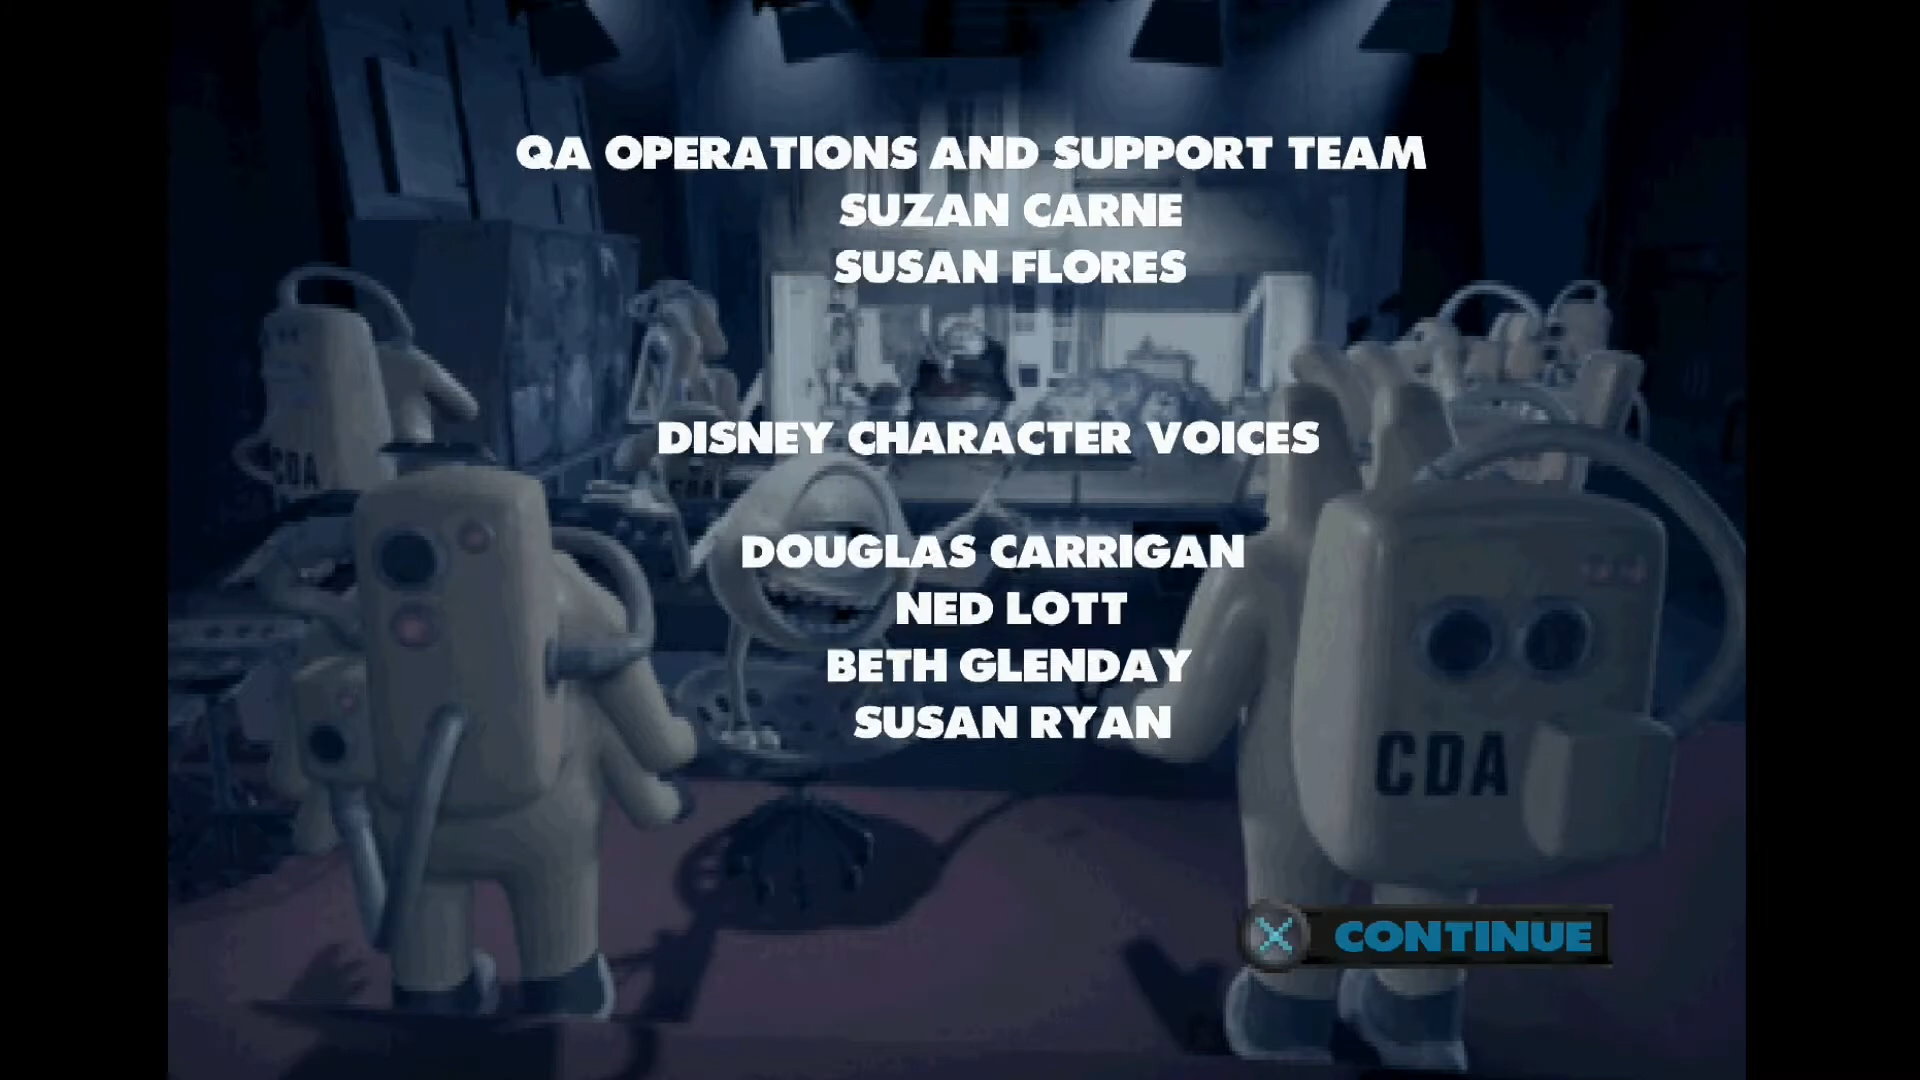 QA OPERATIONS AND SUPPORT TEAM
SUZAN CARNE
SUSAN FLORES
DISNEY CHARACTER VOICES
CDA
CDA
DOUGLAS CARRIGAN
NED LOTT
BETH GLENDAY
SUSAN RYAN
CDA
CONTINUE